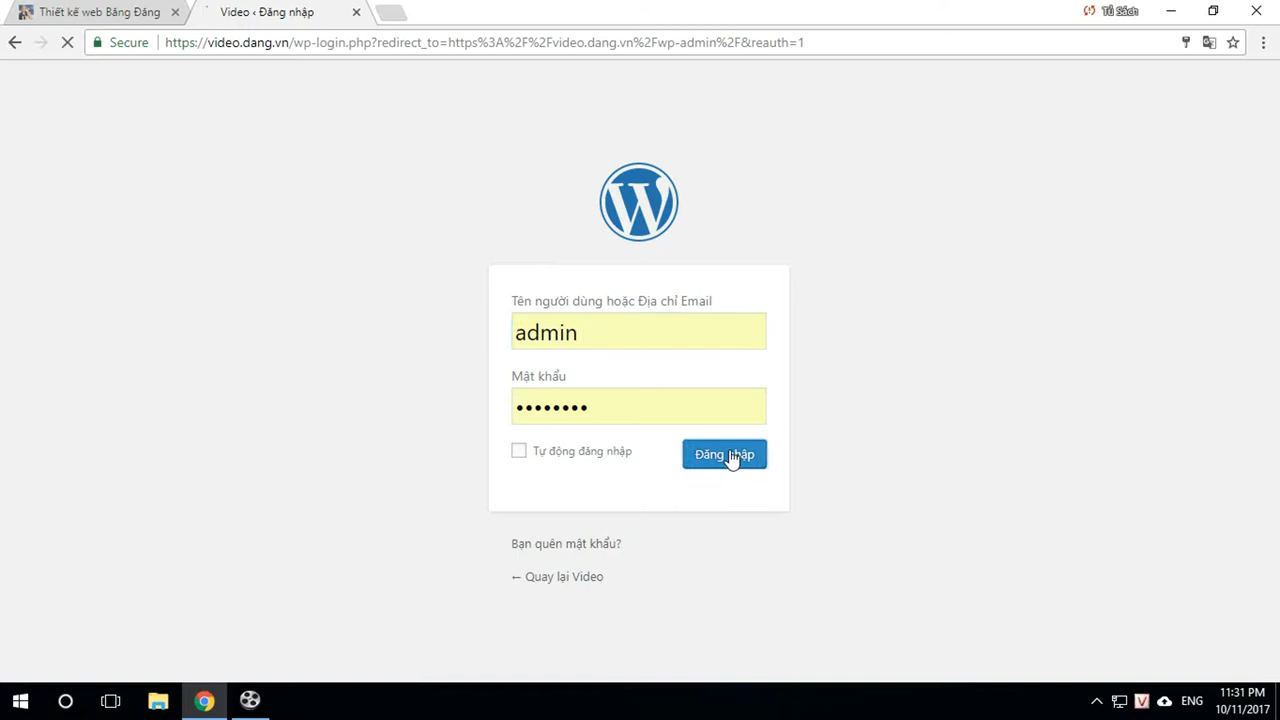 Thiết kế web Băng Đăng
Video ‹ Đăng nhập
Tủ Sách
Secure
https://video.dang.vn/wp-login.php?redirect_to=https%3A%2F%2Fvideo.dang.vn%2Fwp-admin%2F&reauth=1
Tên người dùng hoặc Địa chỉ Email
admin
Mật khẩu
••••••••
Tự động đăng nhập
Đăng nhập
Bạn quên mật khẩu?
← Quay lại Video
V
ENG
11:31 PM
10/11/2017